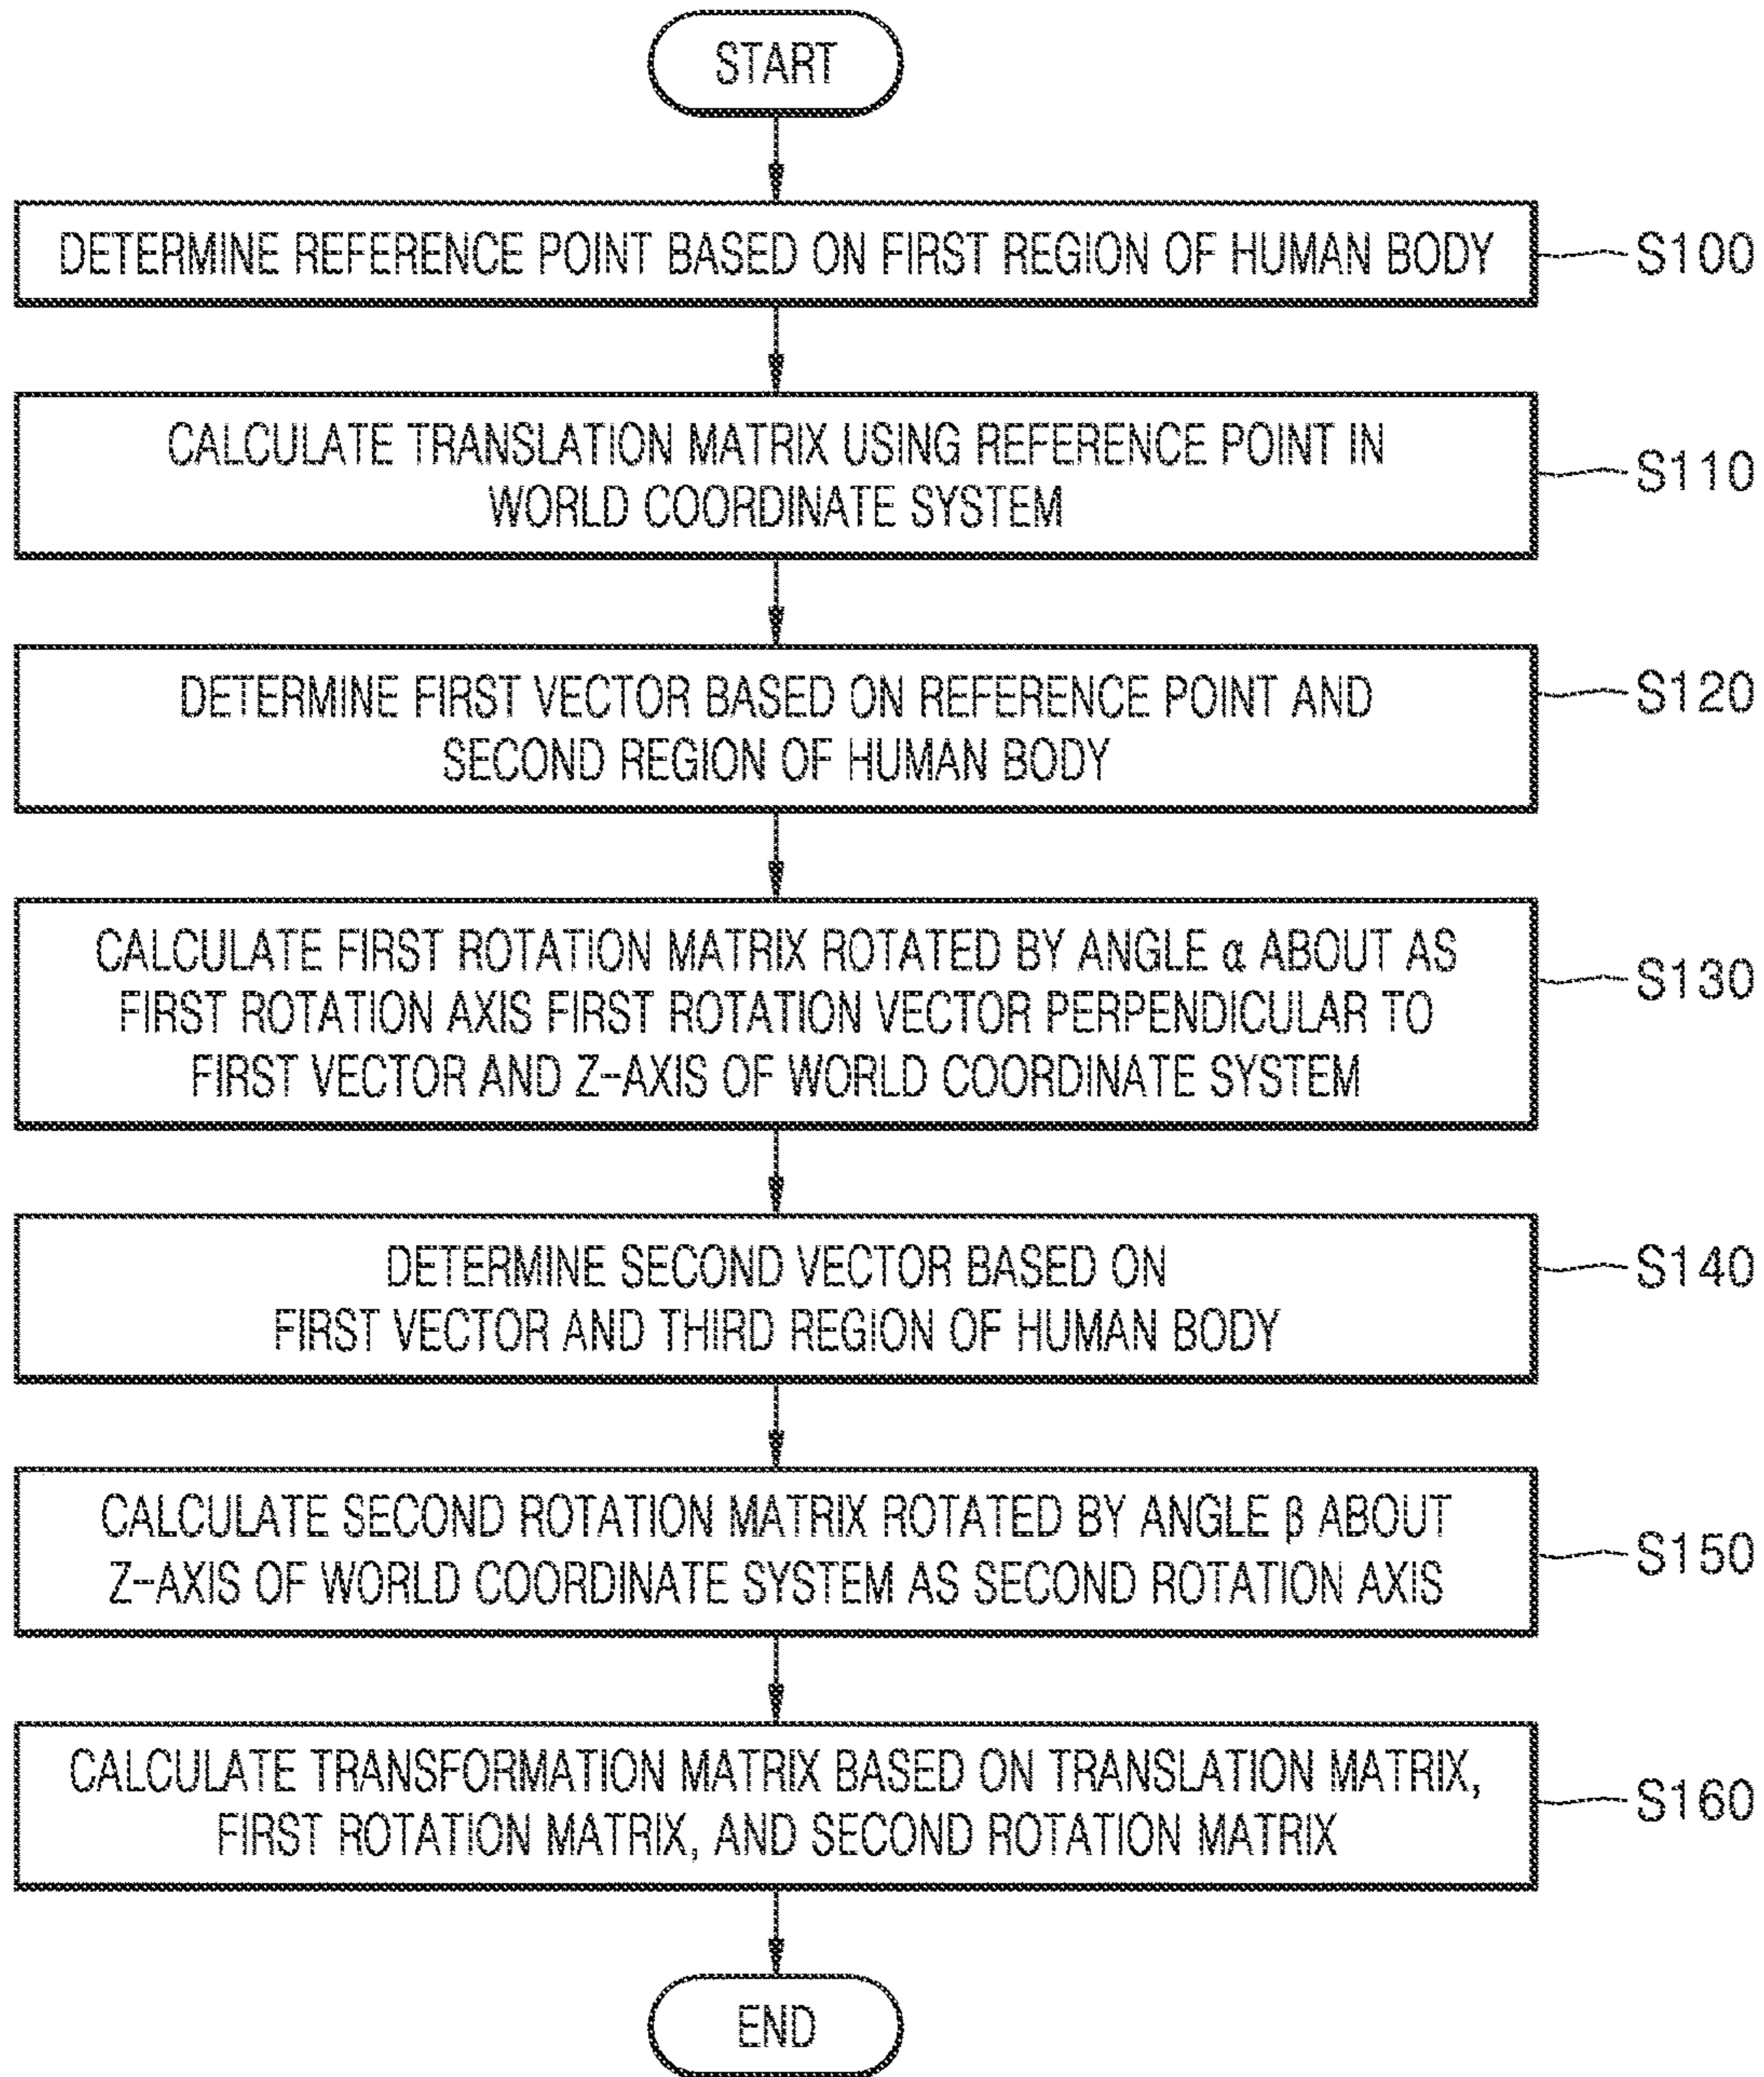 START
DETERMINE REFERENCE POINT BASED ON FIRST REGION OF HUMAN BODY
S100
CALCULATE TRANSLATION MATRIX USING REFERENCE POINT IN
WORLD COORDINATE SYSTEM
S110
DETERMINE FIRST VECTOR BASED ON REFERENCE POINT AND
SECOND REGION OF HUMAN BODY
S120
CALCULATE FIRST ROTATION MATRIX ROTATED BY ANGLE α ABOUT AS
FIRST ROTATION AXIS FIRST ROTATION VECTOR PERPENDICULAR TO
FIRST VECTOR AND Z-AXIS OF WORLD COORDINATE SYSTEM
S130
DETERMINE SECOND VECTOR BASED ON
FIRST VECTOR AND THIRD REGION OF HUMAN BODY
S140
CALCULATE SECOND ROTATION MATRIX ROTATED BY ANGLE β ABOUT
Z-AXIS OF WORLD COORDINATE SYSTEM AS SECOND ROTATION AXIS
S150
CALCULATE TRANSFORMATION MATRIX BASED ON TRANSLATION MATRIX,
FIRST ROTATION MATRIX, AND SECOND ROTATION MATRIX
S160
END